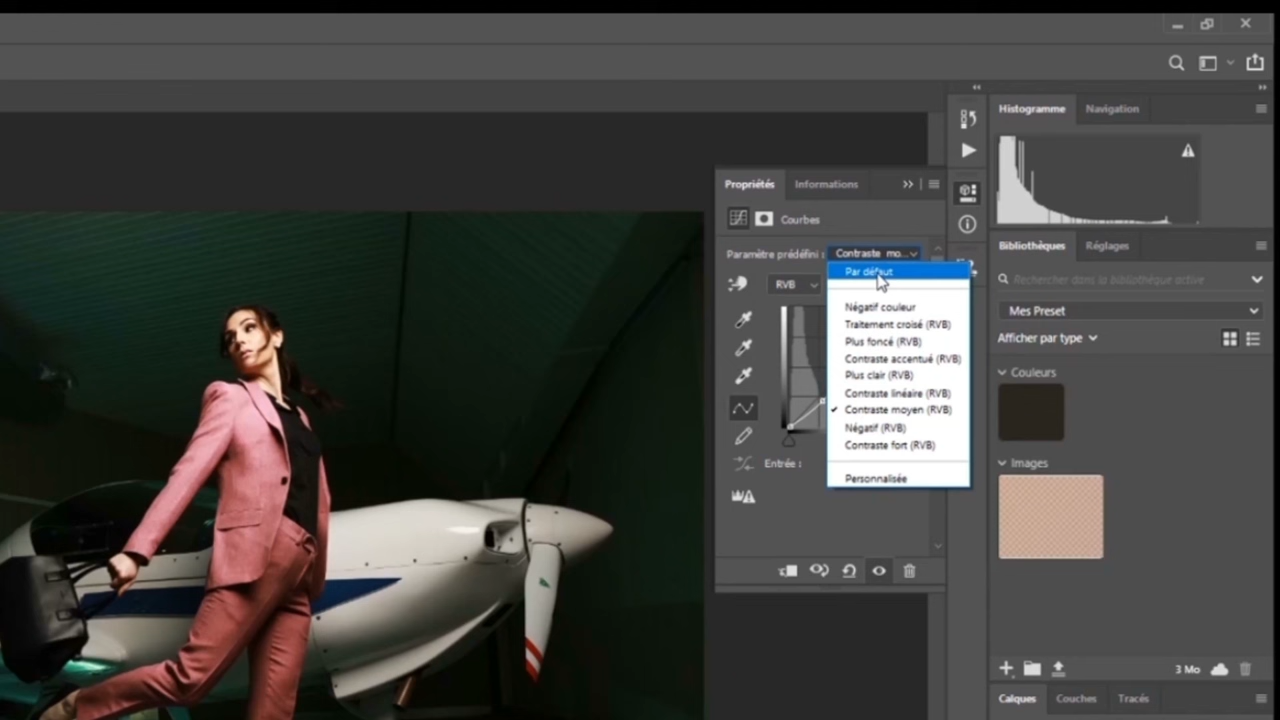 Histogramme Navigation
Propriétés Informations
Courbes
Paramètre prédéfini : Contraste mo...
RVB
Par défaut
Négatif couleur
Traitement croisé (RVB)
Plus foncé (RVB)
Contraste accentué (RVB)
Plus clair (RVB)
Contraste linéaire (RVB)
Contraste moyen (RVB)
Négatif (RVB)
Contraste fort (RVB)
Personnalisée
Entrée :
Bibliothèques Réglages
Rechercher dans la bibliothèque active
Mes Preset
Afficher par type
Couleurs
Images
3 Mo
Calques Couches Tracés